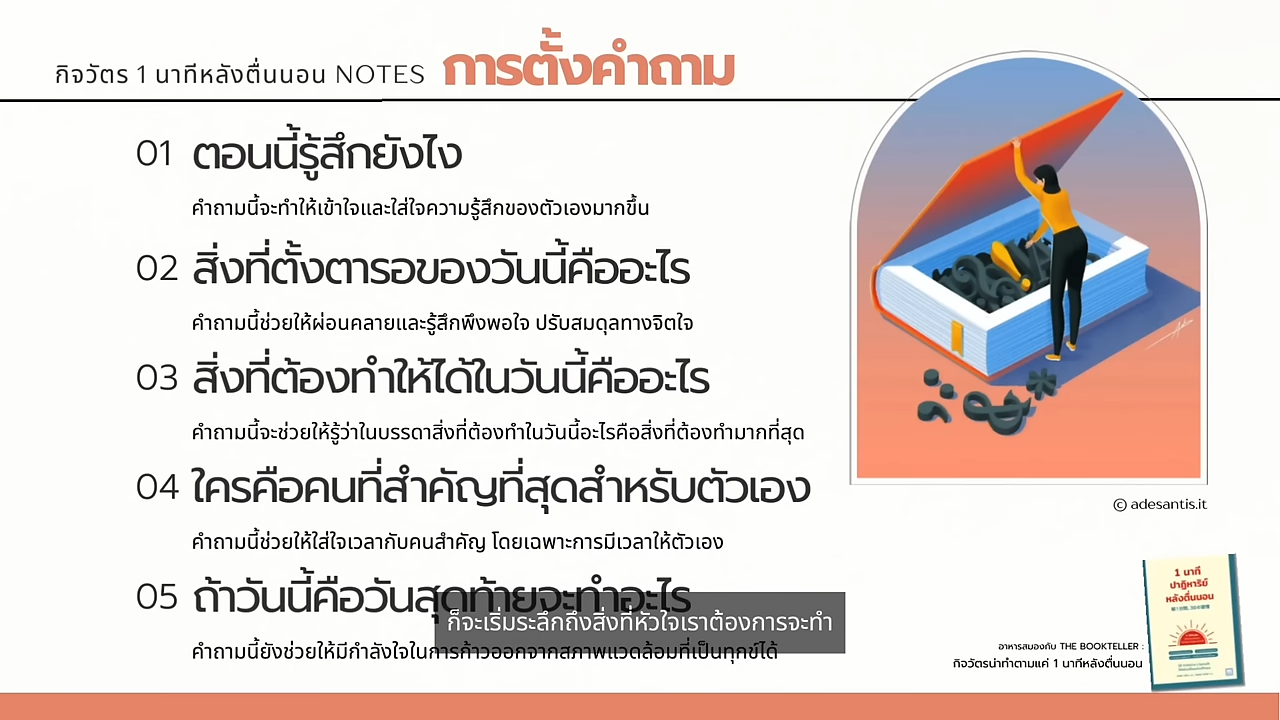 กิจวัตร 1 นาทีหลังตื่นนอน NOTES การตั้งคำถาม
01 ตอนนี้รู้สึกยังไง
คำถามนี้จะทำให้เข้าใจและใส่ใจความรู้สึกของตัวเองมากขึ้น
02 สิ่งที่ตั้งตารอของวันนี้คืออะไร
คำถามนี้ช่วยให้ผ่อนคลายและรู้สึกพึงพอใจ ปรับสมดุลทางจิตใจ
03 สิ่งที่ต้องทำให้ได้ในวันนี้คืออะไร
คำถามนี้จะช่วยให้รู้ว่าในบรรดาสิ่งที่ต้องทำในวันนี้อะไรคือสิ่งที่ต้องทำมากที่สุด
04 ใครคือคนที่สำคัญที่สุดสำหรับตัวเอง
คำถามนี้ช่วยให้ใส่ใจเวลากับคนสำคัญ โดยเฉพาะการมีเวลาให้ตัวเอง
05 ถ้าวันนี้คือวันสุดท้ายจะทำอะไร
ก็จะเริ่มระลึกถึงสิ่งที่หัวใจเราต้องการจะทำ
คำถามนี้ยังช่วยให้มีกำลังใจในการก้าวออกจากสภาพแวดล้อมที่เป็นทุกข์ได้
© adesantis.it
1 นาที
ปาฏิหาริย์
หลังตื่นนอน
อาหารสมองกับ THE BOOKTELLER :
กิจวัตรน่าทำตามแค่ 1 นาทีหลังตื่นนอน